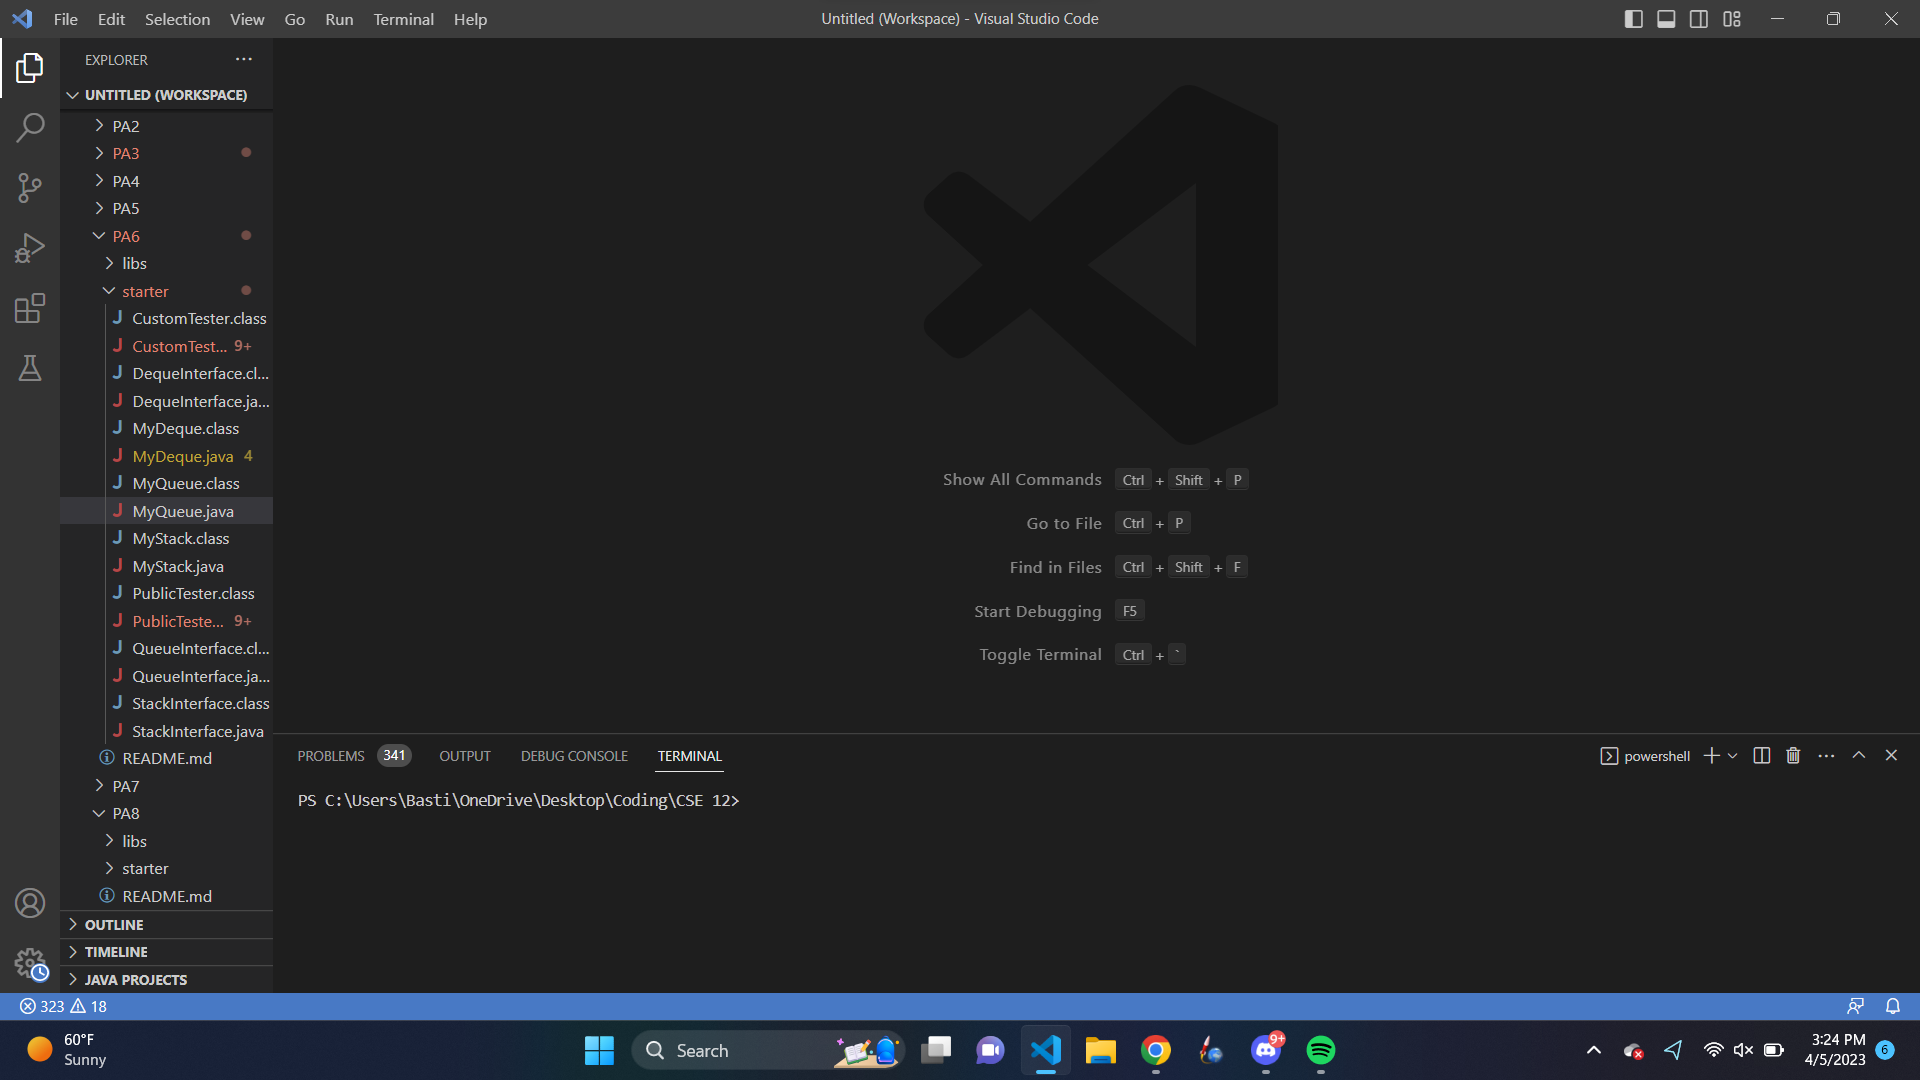 File Edit Selection View Go Run Terminal Help
Untitled (Workspace) - Visual Studio Code
EXPLORER
UNTITLED (WORKSPACE)
PA2
PA3
PA4
PA5
PA6
libs
starter
CustomTester.class
CustomTest... 9+
DequeInterface.cl...
DequeInterface.ja...
MyDeque.class
MyDeque.java 4
MyQueue.class
MyQueue.java
MyStack.class
MyStack.java
PublicTester.class
PublicTeste... 9+
QueueInterface.cl...
QueueInterface.ja...
StackInterface.class
StackInterface.java
README.md
PA7
PA8
libs
starter
README.md
OUTLINE
TIMELINE
JAVA PROJECTS
Show All Commands Ctrl + Shift + P
Go to File Ctrl + P
Find in Files Ctrl + Shift + F
Start Debugging F5
Toggle Terminal Ctrl + `
PROBLEMS 341 OUTPUT DEBUG CONSOLE TERMINAL
powershell
PS C:\Users\Basti\OneDrive\Desktop\Coding\CSE 12>
323 18
60°F
Sunny
Search
9+
3:24 PM
4/5/2023
6